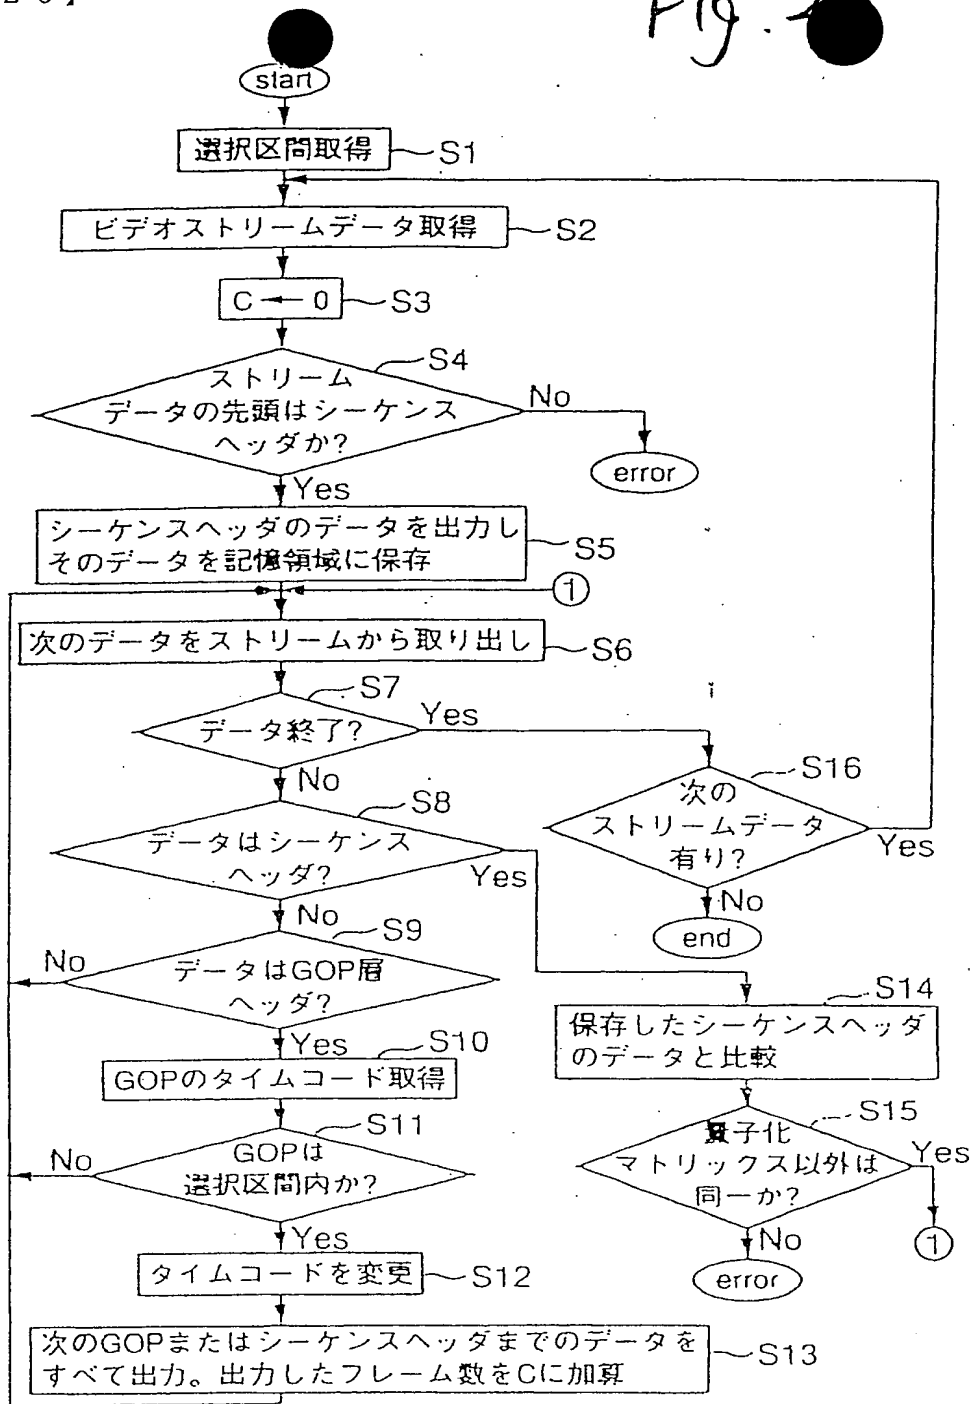 20】
Fig.
start
選択区間取得
S1
ビデオストリームデータ取得
S2
C ← 0
S3
S4
ストリーム
データの先頭はシーケンス
ヘッダか?
No
error
Yes
シーケンスヘッダのデータを出力し
そのデータを記憶領域に保存
S5
①
次のデータをストリームから取り出し
S6
S7
データ終了?
Yes
No
S16
次の
ストリームデータ
有り?
Yes
No
end
S8
データはシーケンス
ヘッダ?
Yes
No
S9
データはGOP層
ヘッダ?
No
Yes
S10
GOPのタイムコード取得
S11
GOPは
選択区間内か?
No
Yes
タイムコードを変更
S12
次のGOPまたはシーケンスヘッダまでのデータを
すべて出力。出力したフレーム数をCに加算
S13
S14
保存したシーケンスヘッダ
のデータと比較
S15
量子化
マトリックス以外は
同一か?
Yes
①
No
error